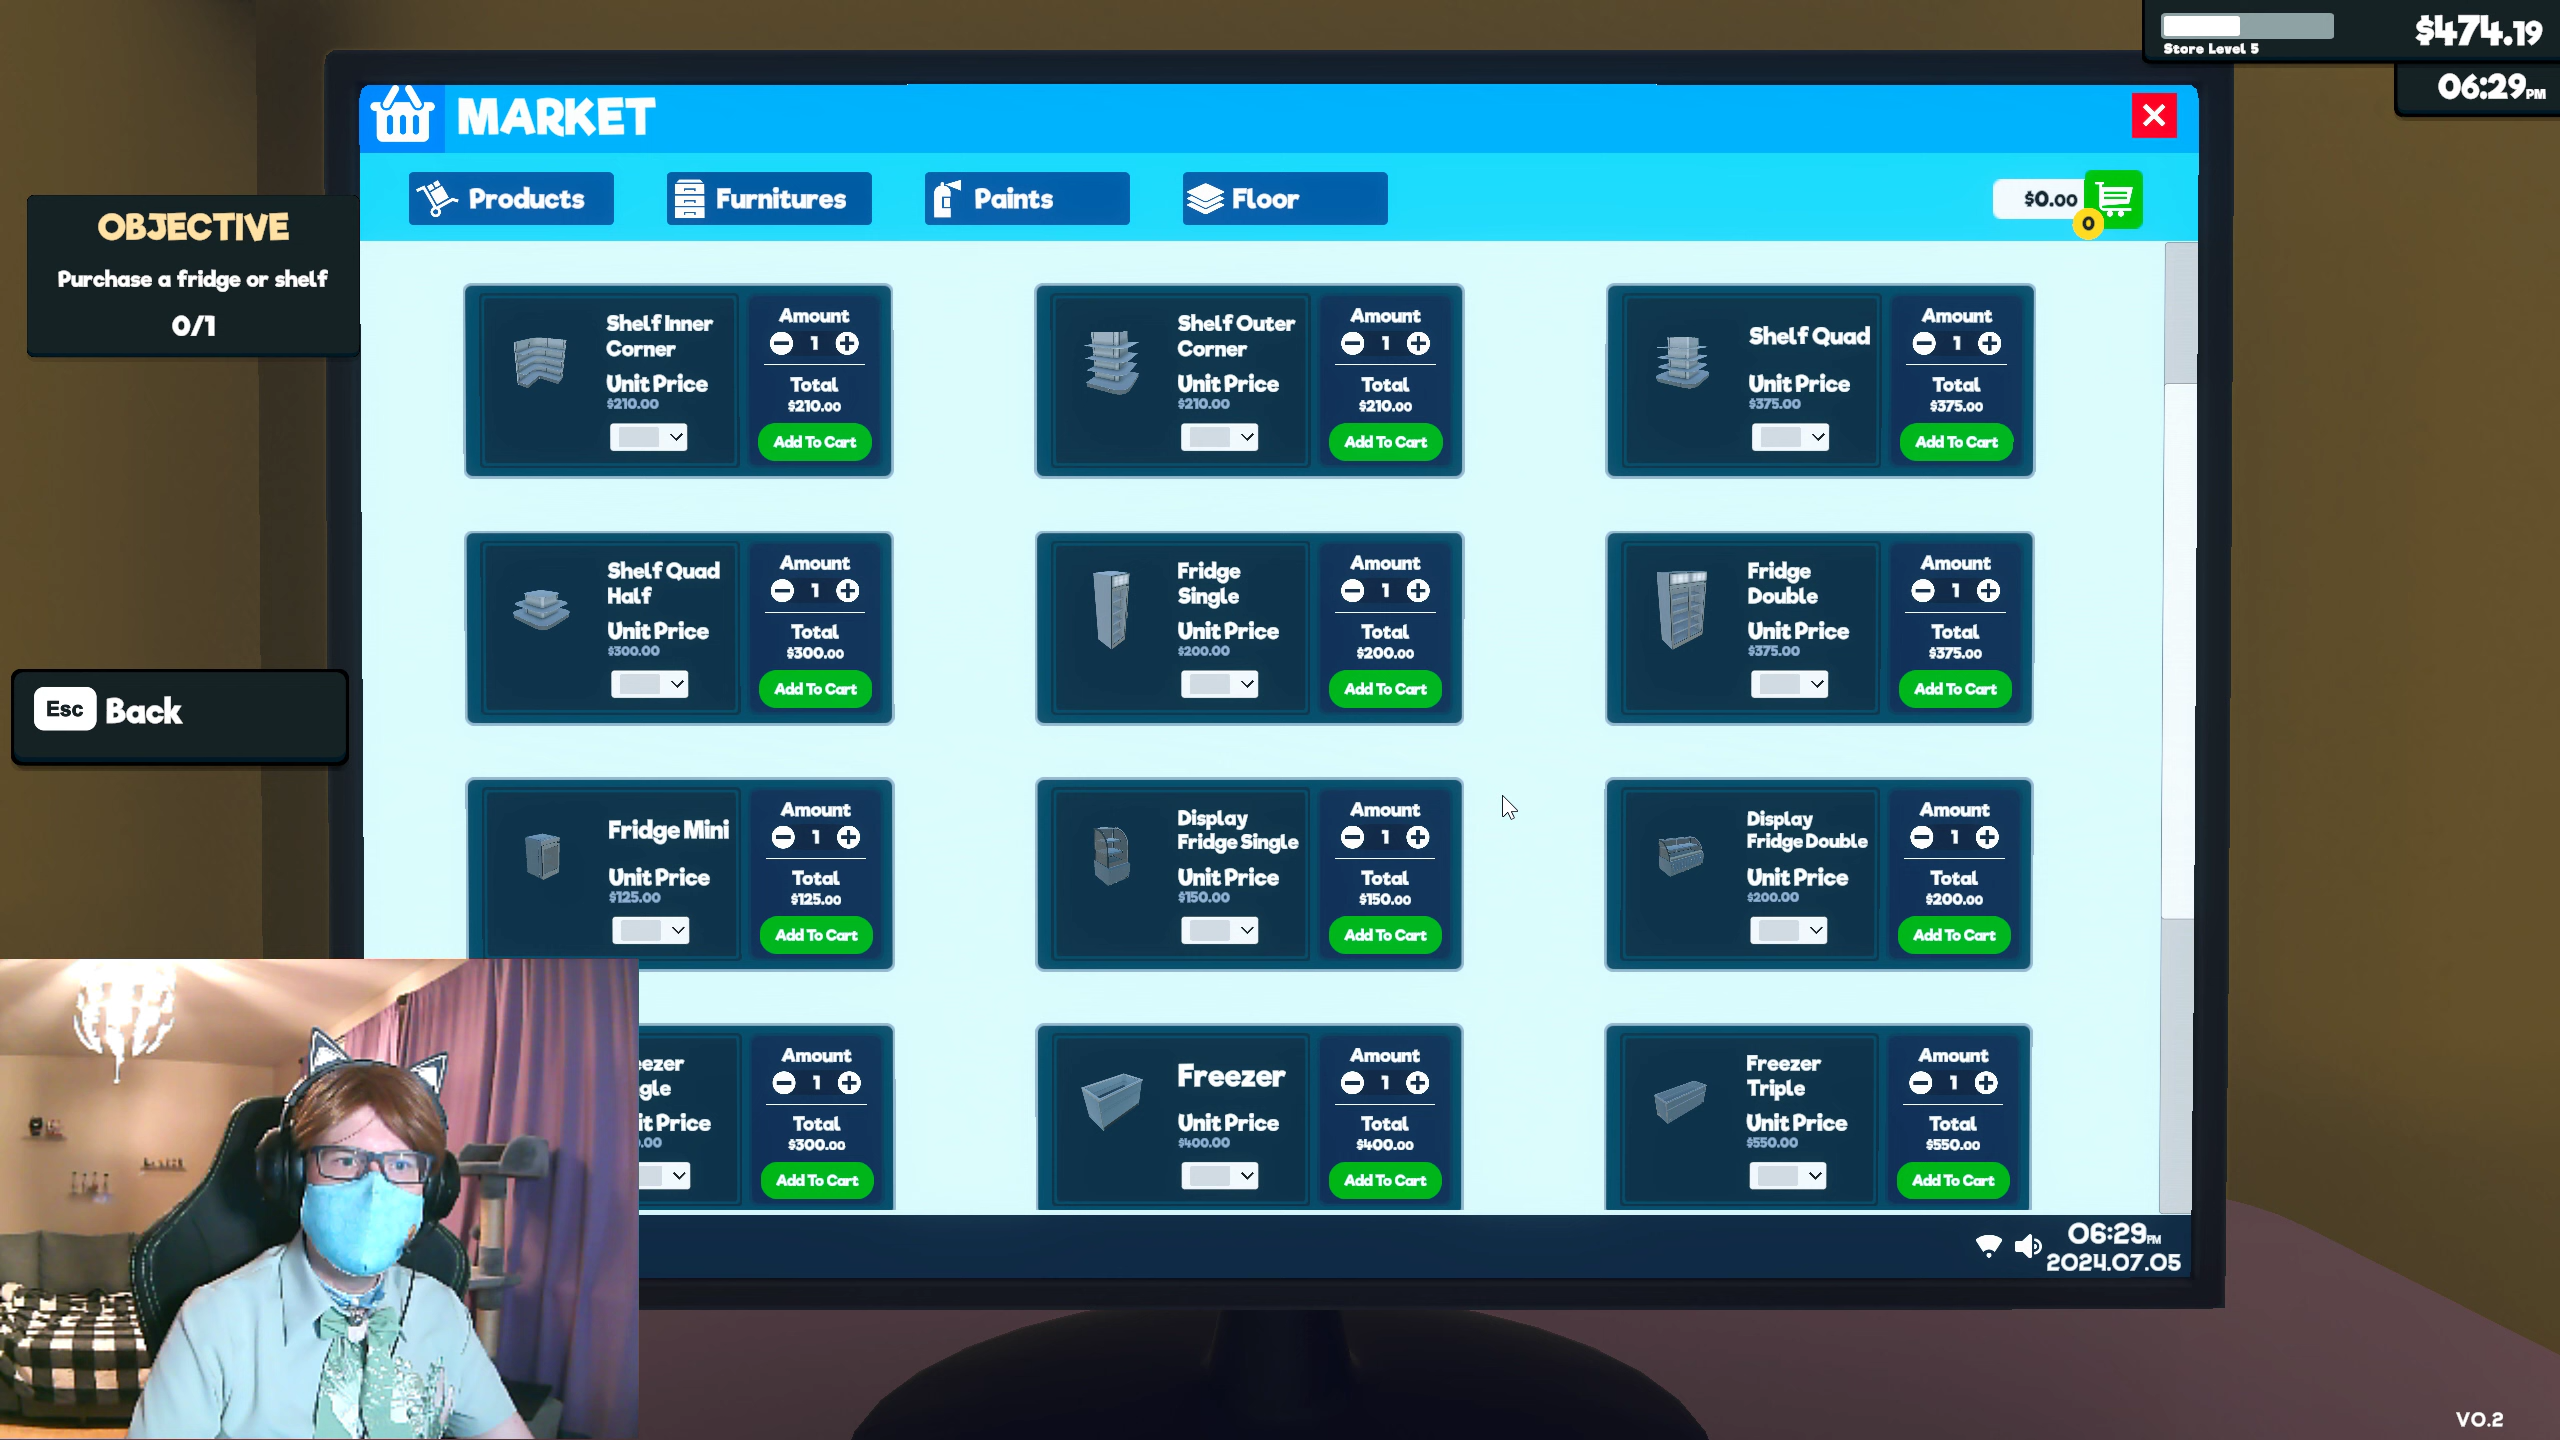 $474.19
Store Level 5
06:29PM
MARKET
Products
Furnitures
Paints
Floor
$0.00
0
OBJECTIVE
Purchase a fridge or shelf
0/1
Esc Back
Shelf Inner
Corner
Unit Price
$210.00
Amount
1
Total
$210.00
Add To Cart
Shelf Outer
Corner
Unit Price
$210.00
Amount
1
Total
$210.00
Add To Cart
Shelf Quad
Unit Price
$375.00
Amount
1
Total
$375.00
Add To Cart
Shelf Quad
Half
Unit Price
$300.00
Amount
1
Total
$300.00
Add To Cart
Fridge
Single
Unit Price
$200.00
Amount
1
Total
$200.00
Add To Cart
Fridge
Double
Unit Price
$375.00
Amount
1
Total
$375.00
Add To Cart
Fridge Mini
Unit Price
$125.00
Amount
1
Total
$125.00
Add To Cart
Display
Fridge Single
Unit Price
$150.00
Amount
1
Total
$150.00
Add To Cart
Display
Fridge Double
Unit Price
$200.00
Amount
1
Total
$200.00
Add To Cart
ezer
gle
it Price
.00
Amount
1
Total
$300.00
Add To Cart
Freezer
Unit Price
$400.00
Amount
1
Total
$400.00
Add To Cart
Freezer
Triple
Unit Price
$550.00
Amount
1
Total
$550.00
Add To Cart
06:29PM
2024.07.05
V0.2